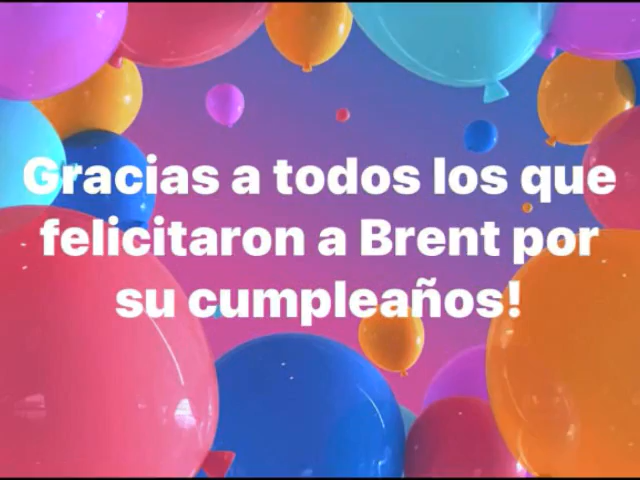 Gracias a todos los que
felicitaron a Brent por
su cumpleaños!